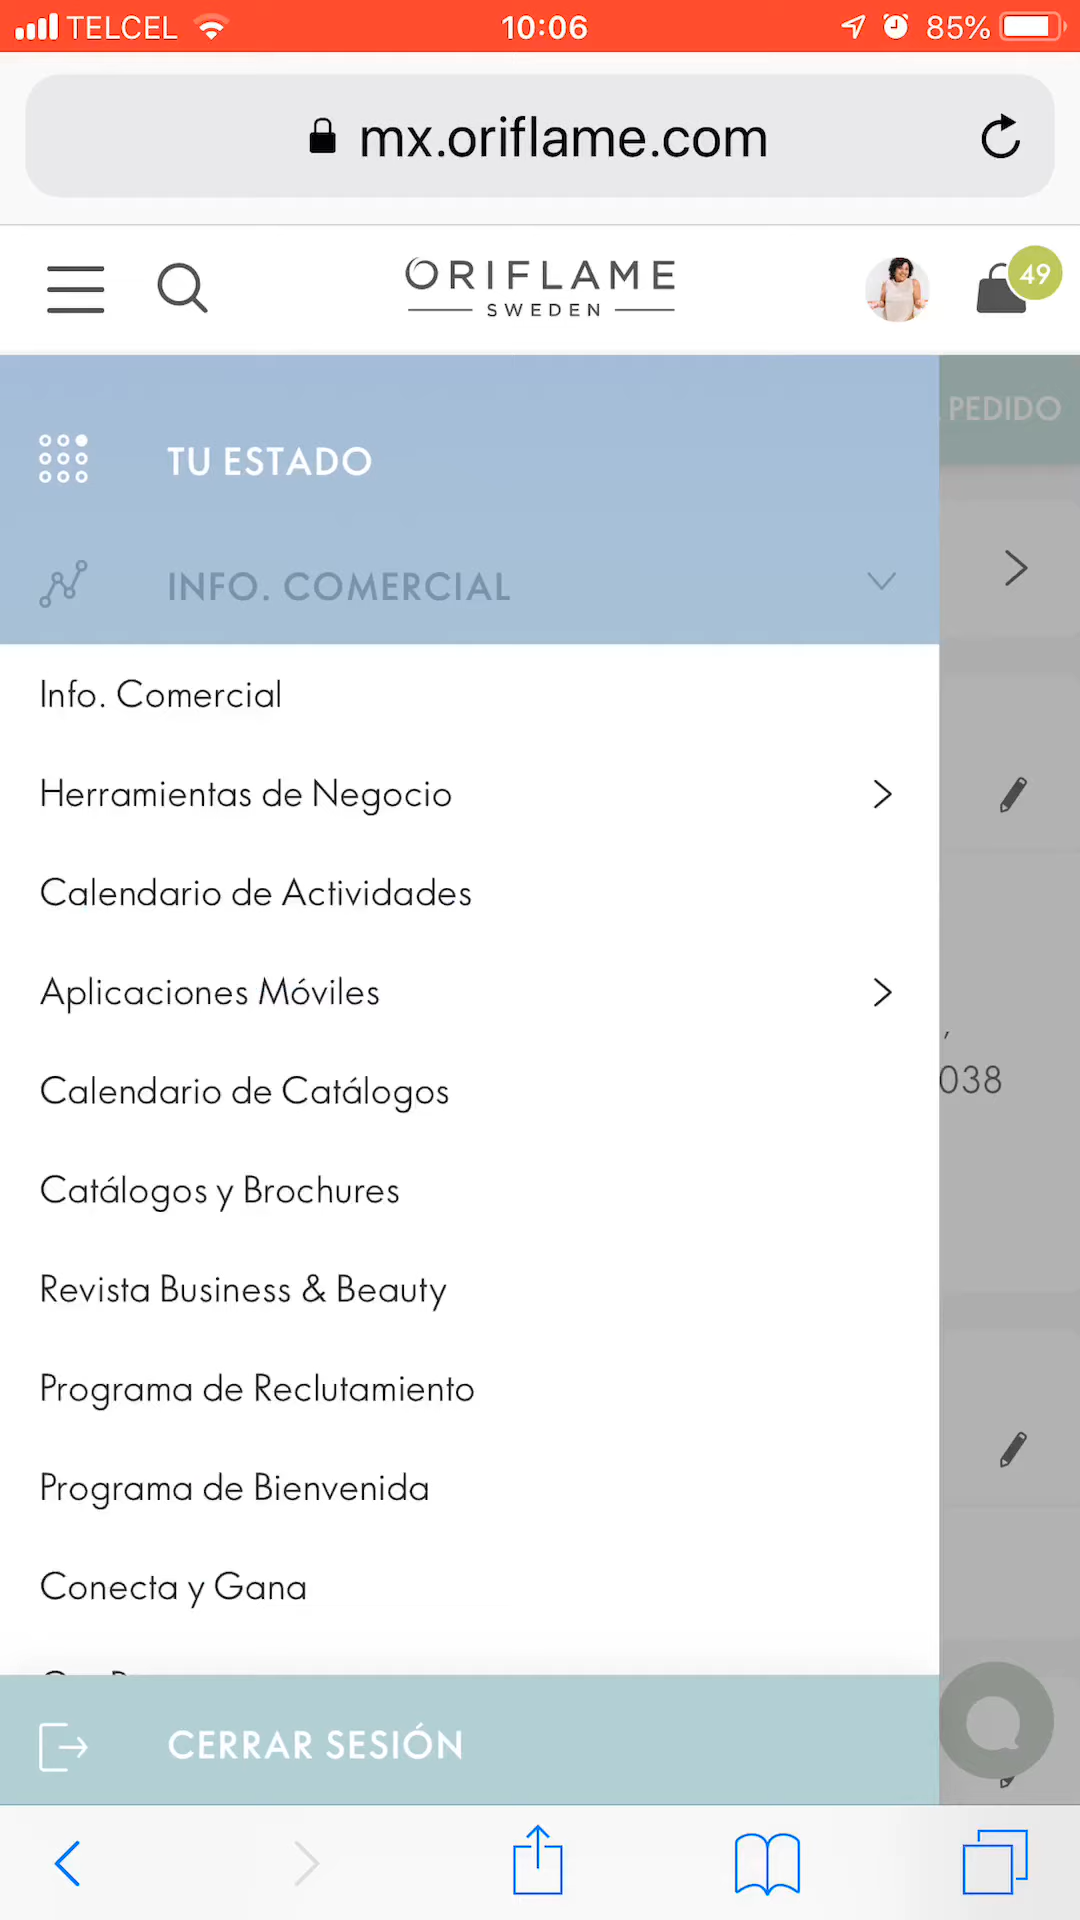 TELCEL 10:06 85%
mx.oriflame.com
ORIFLAME
SWEDEN
49
PEDIDO
TU ESTADO
INFO. COMERCIAL
Info. Comercial
Herramientas de Negocio
Calendario de Actividades
Aplicaciones Móviles
,
038
Calendario de Catálogos
Catálogos y Brochures
Revista Business & Beauty
Programa de Reclutamiento
Programa de Bienvenida
Conecta y Gana
CERRAR SESIÓN